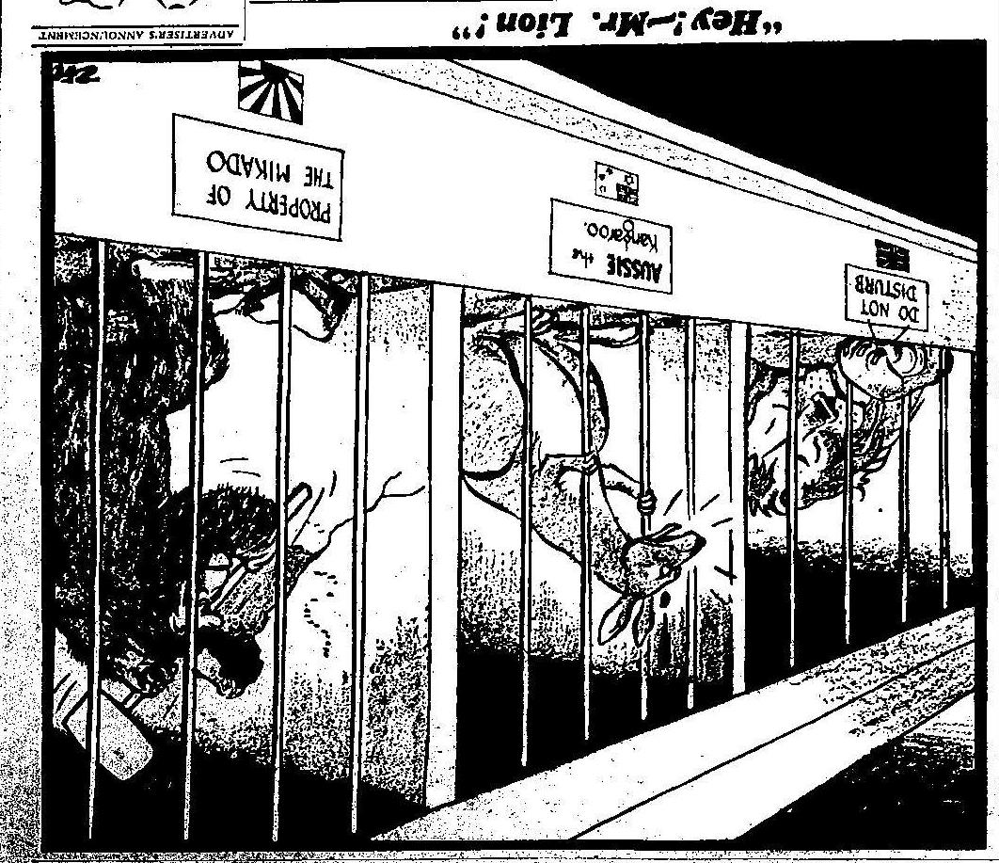 DO NOT
DISTURB
AUSSIE the
Kangaroo.
PROPERTY OF
THE MIKADO
“Hey!—Mr. Lion!”
ADVERTISER'S ANNOUNCEMENT